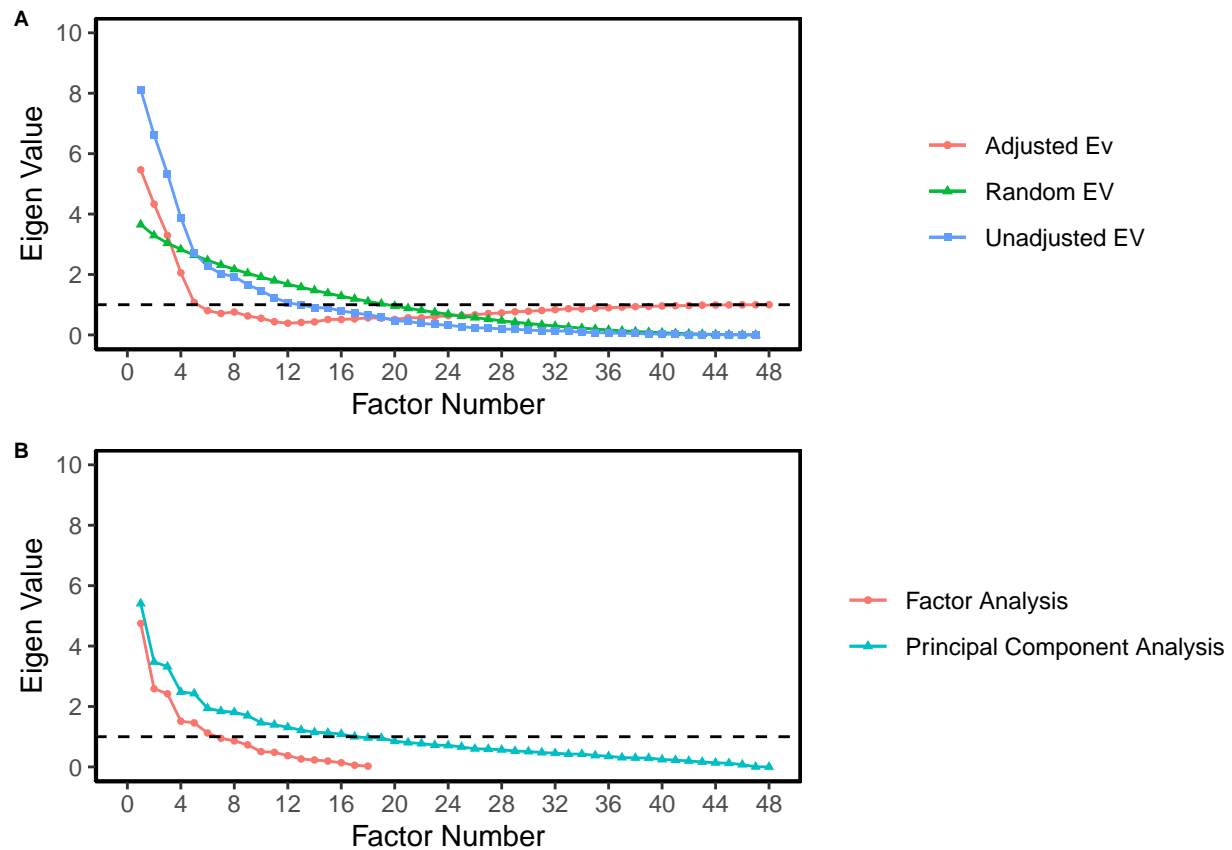 A
10
8
6
4
2
0
Eigen Value
0 4 8 12 16 20 24 28 32 36 40 44 48
Factor Number
Adjusted Ev
Random EV
Unadjusted EV
B
10
8
6
4
2
0
Eigen Value
0 4 8 12 16 20 24 28 32 36 40 44 48
Factor Number
Factor Analysis
Principal Component Analysis